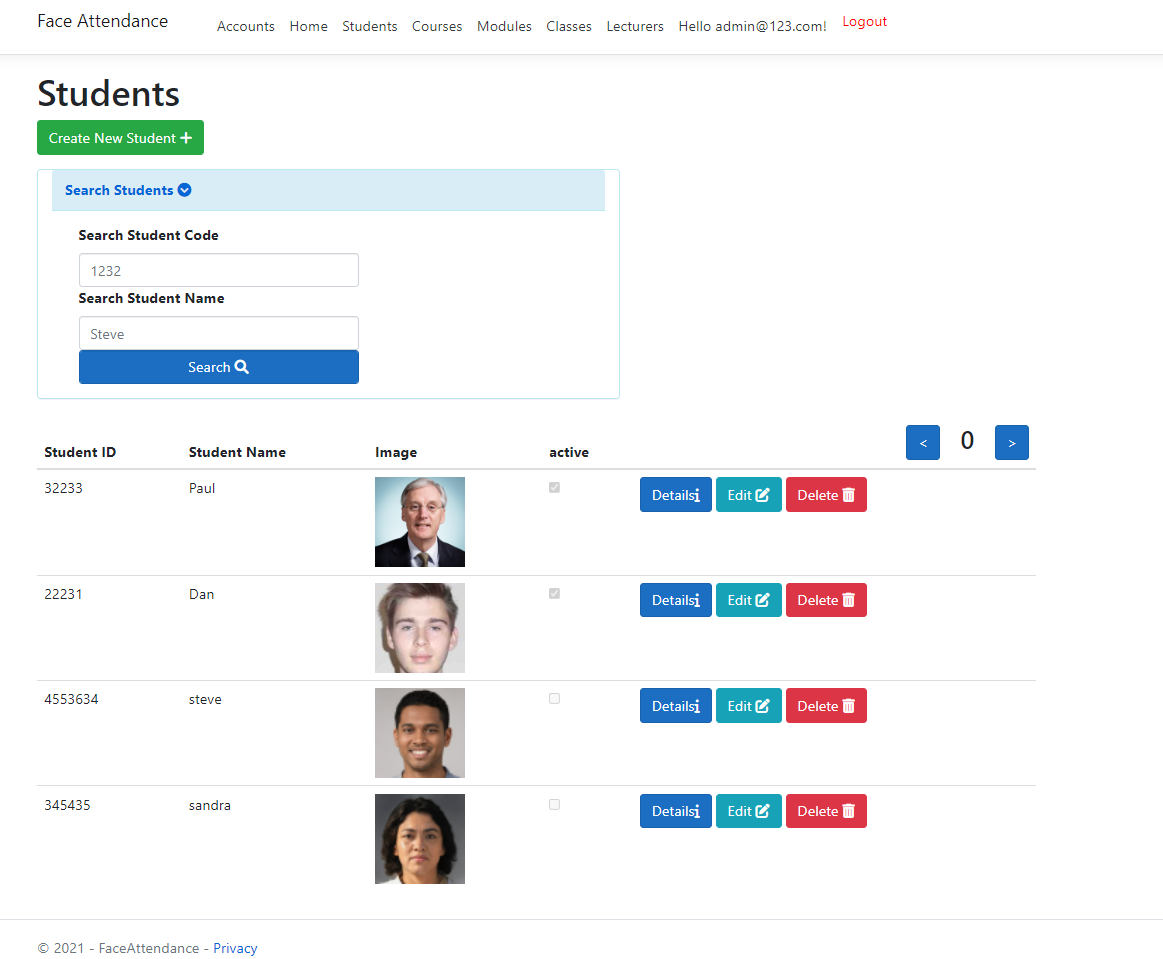 Face Attendance Accounts Home Students Courses Modules Classes Lecturers Hello admin@123.com! Logout
Students
Create New Student
Search Students
Search Student Code
1232
Search Student Name
Steve
Search
< 0 >
Student ID Student Name Image active
32233 Paul Details Edit Delete
22231 Dan Details Edit Delete
4553634 steve Details Edit Delete
345435 sandra Details Edit Delete
© 2021 - FaceAttendance - Privacy